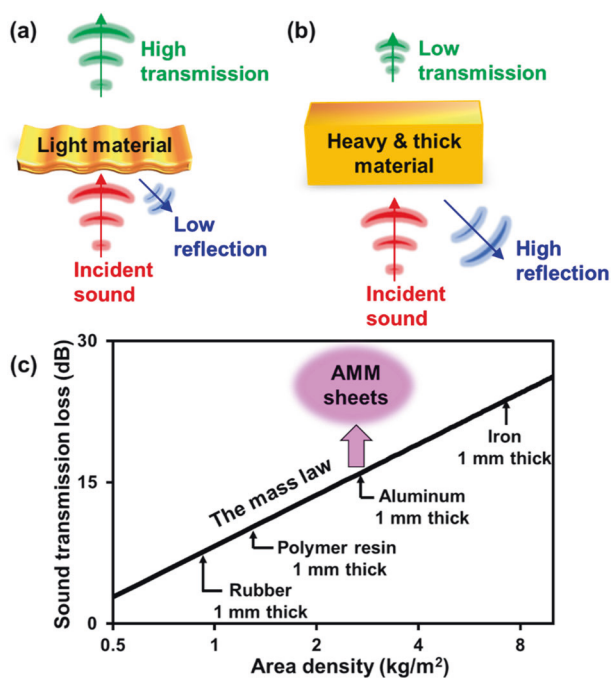 (a)
High
transmission
Light material
Low
reflection
Incident
sound
(b)
Low
transmission
Heavy & thick
material
High
reflection
Incident
sound
(c)
Sound transmission loss (dB)
30
15
0
AMM
sheets
The mass law
Iron
1 mm thick
Aluminum
1 mm thick
Polymer resin
1 mm thick
Rubber
1 mm thick
0.5
1
2
4
8
Area density (kg/m²)